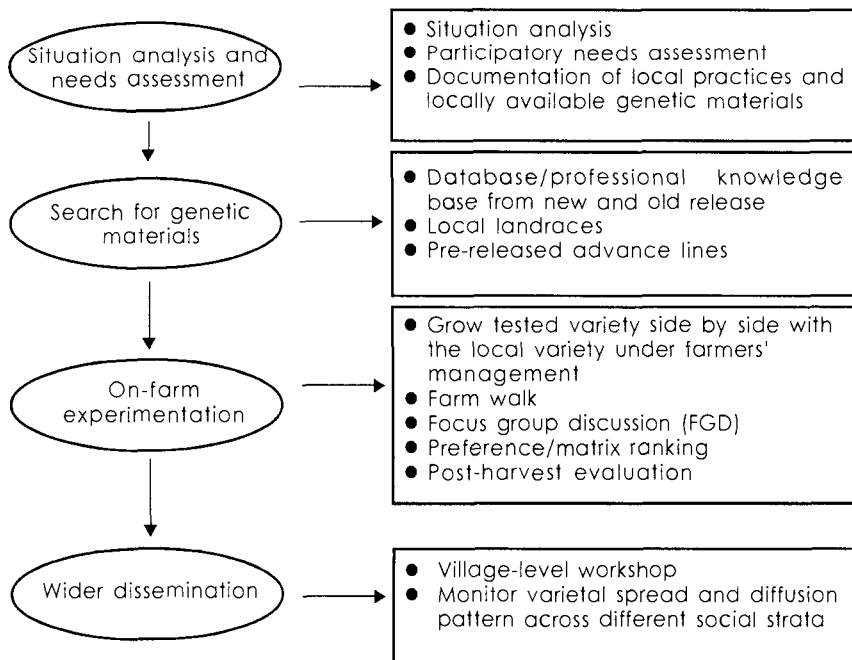 Situation analysis and
needs assessment
● Situation analysis
● Participatory needs assessment
● Documentation of local practices and
locally available genetic materials
Search for genetic
materials
● Database/professional knowledge
base from new and old release
● Local landraces
● Pre-released advance lines
On-farm
experimentation
● Grow tested variety side by side with
the local variety under farmers'
management
● Farm walk
● Focus group discussion (FGD)
● Preference/matrix ranking
● Post-harvest evaluation
Wider dissemination
● Village-level workshop
● Monitor varietal spread and diffusion
pattern across different social strata